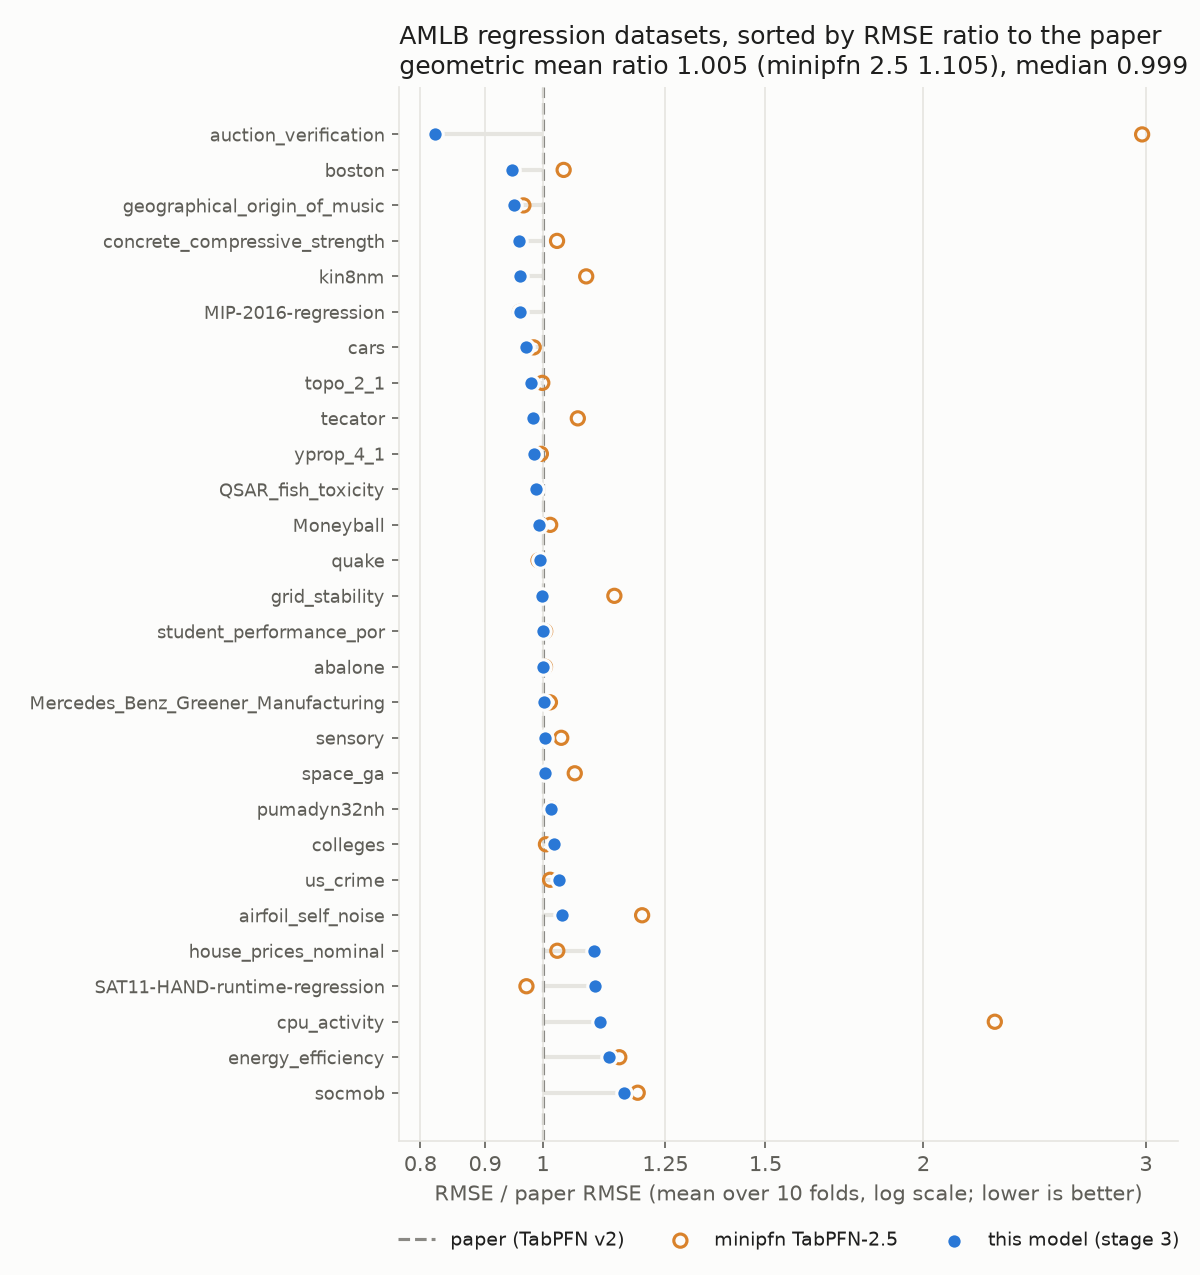 AMLB regression datasets, sorted by RMSE ratio to the paper
geometric mean ratio 1.005 (minipfn 2.5 1.105), median 0.999
auction_verification
boston
geographical_origin_of_music
concrete_compressive_strength
kin8nm
MIP-2016-regression
cars
topo_2_1
tecator
yprop_4_1
QSAR_fish_toxicity
Moneyball
quake
grid_stability
student_performance_por
abalone
Mercedes_Benz_Greener_Manufacturing
sensory
space_ga
pumadyn32nh
colleges
us_crime
airfoil_self_noise
house_prices_nominal
SAT11-HAND-runtime-regression
cpu_activity
energy_efficiency
socmob
0.8 0.9 1 1.25 1.5 2 3
RMSE / paper RMSE (mean over 10 folds, log scale; lower is better)
paper (TabPFN v2) minipfn TabPFN-2.5 this model (stage 3)